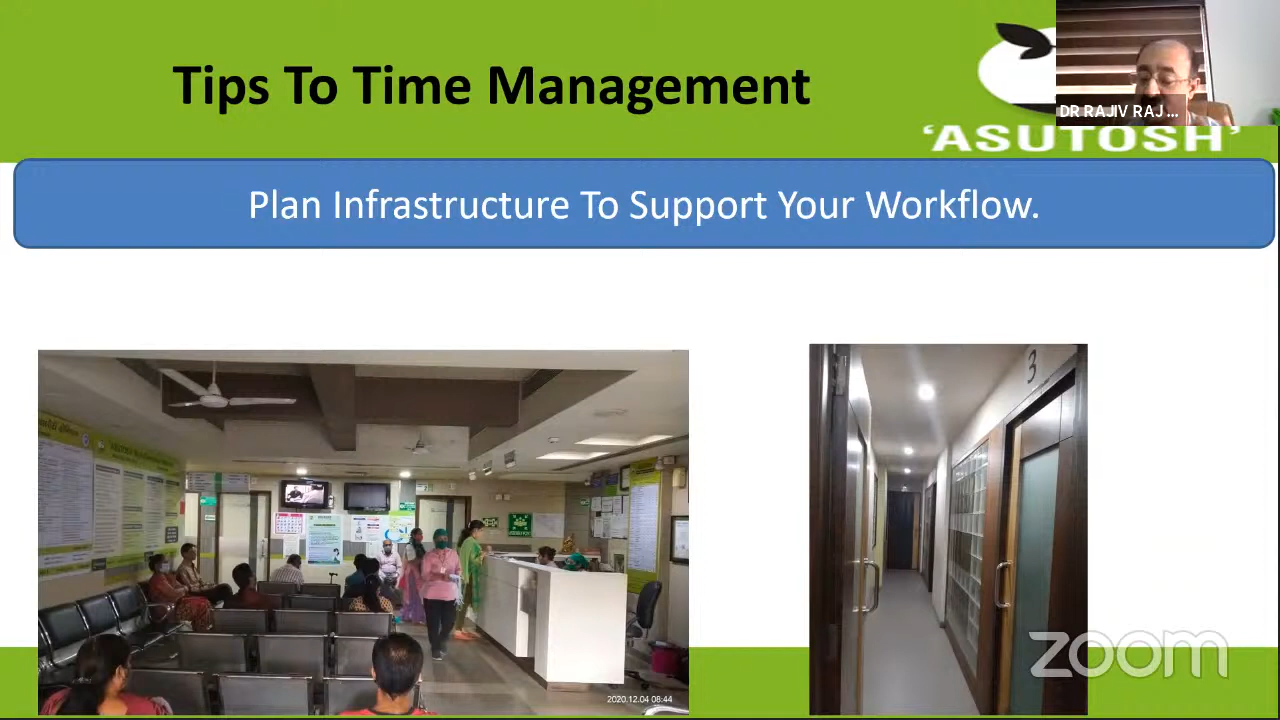 Tips To Time Management
DR RAJIV RAJ ...
‘ASUTOSH’
Plan Infrastructure To Support Your Workflow.
3
2020.12.04 08:44
zoom